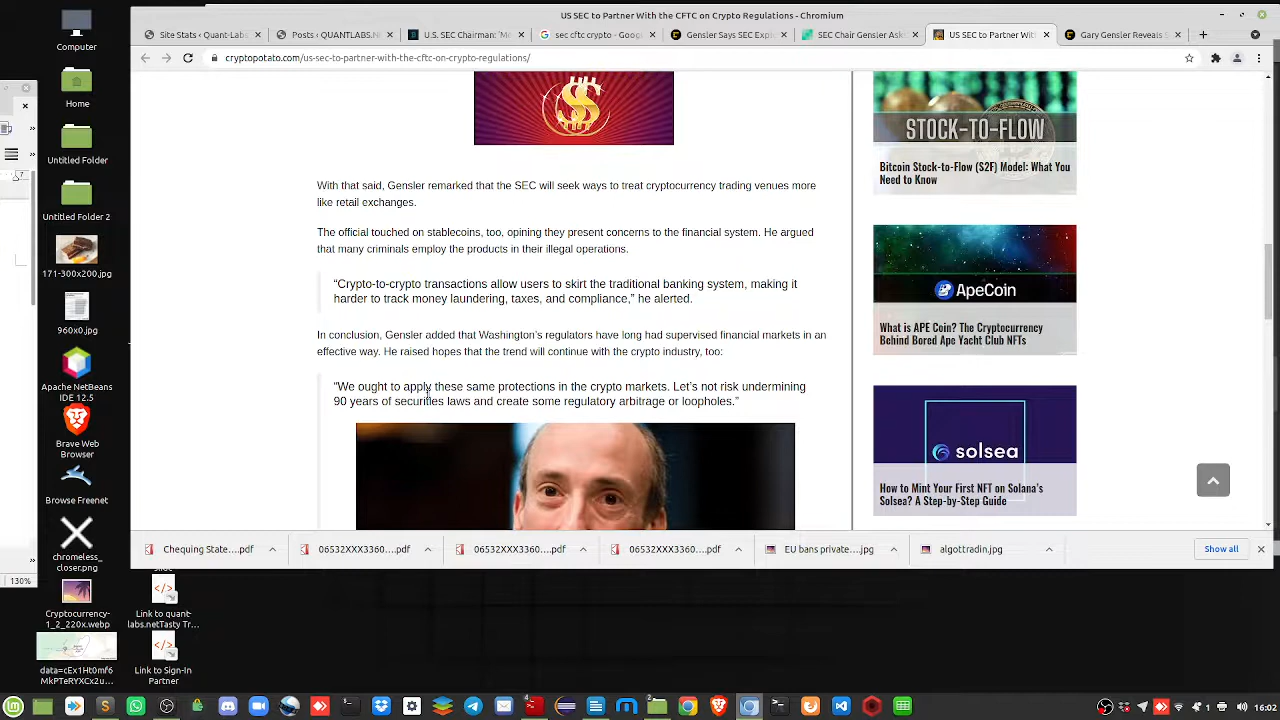 US SEC to Partner With the CFTC on Crypto Regulations - Chromium
Site Stats ‹ Quant-Labs
Posts ‹ QUANTLABS.N
U.S. SEC Chairman: 'Me
sec cftc crypto - Goog
Gensler Says SEC Exp
SEC Chair Gensler Ask
US SEC to Partner Wit
Gary Gensler Reveals S
cryptopotato.com/us-sec-to-partner-with-the-cftc-on-crypto-regulations/
Computer
Home
Untitled Folder
Untitled Folder 2
171-300x200.jpg
960x0.jpg
Apache NetBeans
IDE 12.5
Brave Web
Browser
Browse Freenet
chromeless_
closer.png
Cryptocurrency-
1_2_220x.webp
data=cEx1Ht0mf6
MkPTeRYXCx2u...
Link to quant-
labs.netTasty Tr...
Link to Sign-In
Partner
130%
With that said, Gensler remarked that the SEC will seek ways to treat cryptocurrency trading venues more
like retail exchanges.
The official touched on stablecoins, too, opining they present concerns to the financial system. He argued
that many criminals employ the products in their illegal operations.
“Crypto-to-crypto transactions allow users to skirt the traditional banking system, making it
harder to track money laundering, taxes, and compliance,” he alerted.
In conclusion, Gensler added that Washington’s regulators have long had supervised financial markets in an
effective way. He raised hopes that the trend will continue with the crypto industry, too:
“We ought to apply these same protections in the crypto markets. Let’s not risk undermining
90 years of securities laws and create some regulatory arbitrage or loopholes.”
STOCK-TO-FLOW
Bitcoin Stock-to-Flow (S2F) Model: What You
Need to Know
ApeCoin
What is APE Coin? The Cryptocurrency
Behind Bored Ape Yacht Club NFTs
solsea
How to Mint Your First NFT on Solana’s
Solsea? A Step-by-Step Guide
Chequing State....pdf
06532XXX3360....pdf
06532XXX3360....pdf
06532XXX3360....pdf
EU bans private....jpg
algottradin.jpg
Show all
4
2
1
16:02